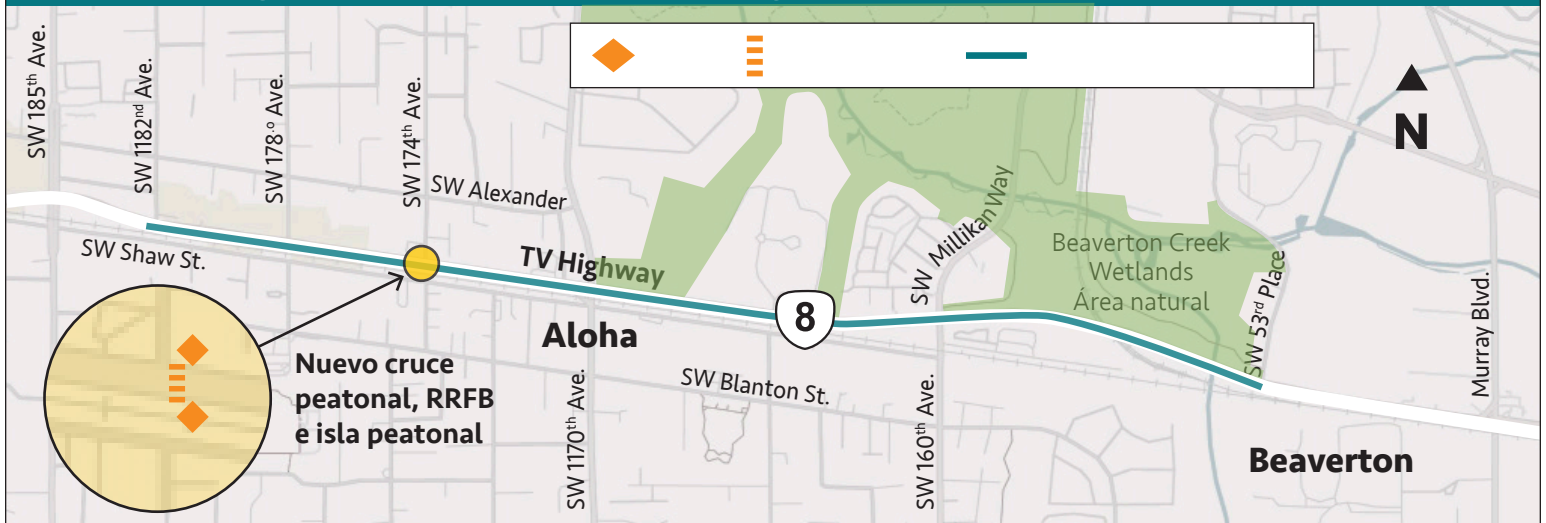 SW 185th Ave.
SW 1182nd Ave.
SW 178.o Ave.
SW 174th Ave.
SW Alexander
SW Shaw St.
TV Highway
8
Aloha
SW Millikan Way
Beaverton Creek
Wetlands
Área natural
SW 53rd Place
N
Murray Blvd.
Nuevo cruce
peatonal, RRFB
e isla peatonal
SW 1170th Ave.
SW Blanton St.
SW 160th Ave.
Beaverton